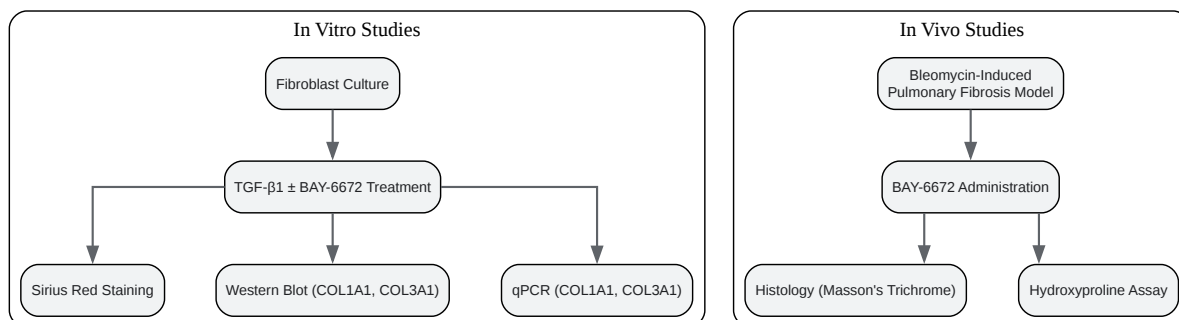 In Vitro Studies
Fibroblast Culture
TGF-β1 ± BAY-6672 Treatment
Sirius Red Staining
Western Blot (COL1A1, COL3A1)
qPCR (COL1A1, COL3A1)
In Vivo Studies
Bleomycin-Induced
Pulmonary Fibrosis Model
BAY-6672 Administration
Histology (Masson's Trichrome)
Hydroxyproline Assay